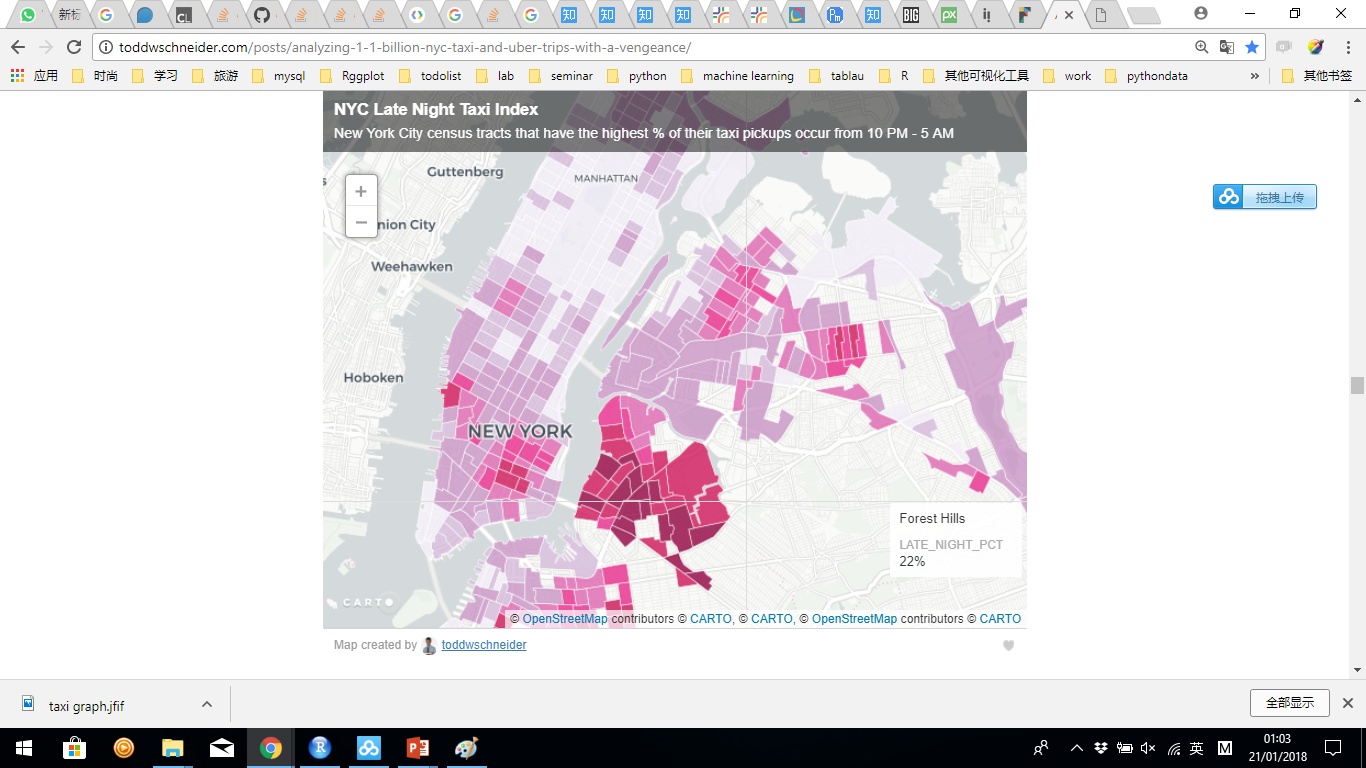 新标
toddwschneider.com/posts/analyzing-1-1-billion-nyc-taxi-and-uber-trips-with-a-vengeance/
应用 时尚 学习 旅游 mysql Rggplot todolist lab seminar python machine learning tablau R 其他可视化工具 work pythondata » 其他书签
NYC Late Night Taxi Index
New York City census tracts that have the highest % of their taxi pickups occur from 10 PM - 5 AM
Guttenberg
MANHATTAN
+
拖拽上传
−
nion City
Weehawken
Hoboken
NEW YORK
Forest Hills
LATE_NIGHT_PCT
22%
CARTO
© OpenStreetMap contributors © CARTO, © CARTO, © OpenStreetMap contributors © CARTO
Map created by toddwschneider
taxi graph.jfif
全部显示
英 M
01:03
21/01/2018